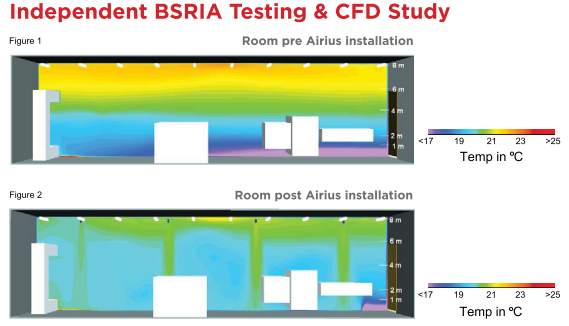 Independent BSRIA Testing & CFD Study
Figure 1
Room pre Airius installation
8 m
6 m
4 m
2 m
1 m
<17 19 21 23 >25
Temp in ºC
Figure 2
Room post Airius installation
8 m
6 m
4 m
2 m
1 m
<17 19 21 23 >25
Temp in ºC